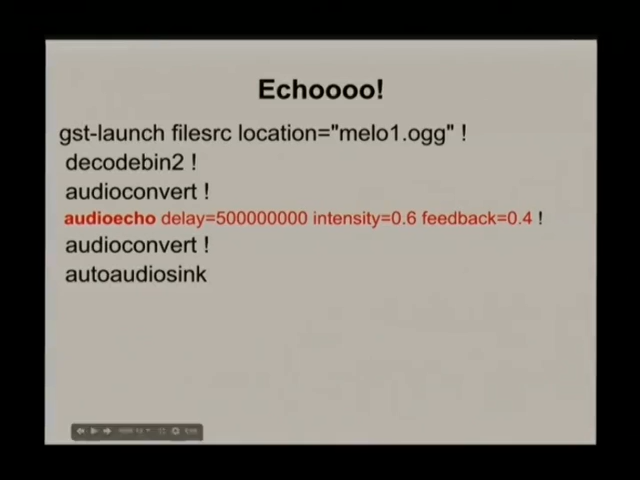 Echoooo!
gst-launch filesrc location="melo1.ogg" !
decodebin2 !
audioconvert !
audioecho delay=500000000 intensity=0.6 feedback=0.4 !
audioconvert !
autoaudiosink